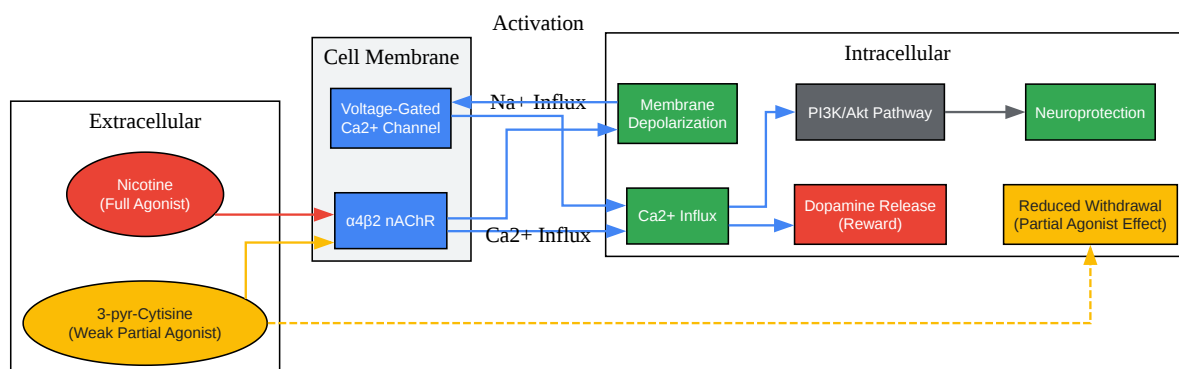 Activation
Cell Membrane
Intracellular
Extracellular
Voltage-Gated
Ca2+ Channel
Na+ Influx
Membrane
Depolarization
PI3K/Akt Pathway
Neuroprotection
Nicotine
(Full Agonist)
α4β2 nAChR
Ca2+ Influx
Ca2+ Influx
Dopamine Release
(Reward)
Reduced Withdrawal
(Partial Agonist Effect)
3-pyr-Cytisine
(Weak Partial Agonist)